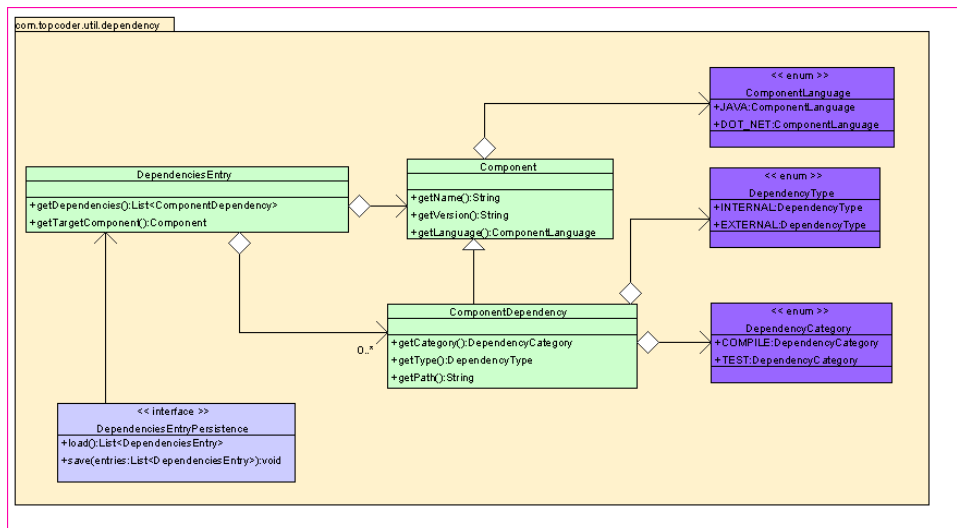 com.topcoder.util.dependency
<< enum >>
ComponentLanguage
+JAVA:ComponentLanguage
+DOT_NET:ComponentLanguage
DependenciesEntry
+getDependencies():List<ComponentDependency>
+getTargetComponent():Component
Component
+getName():String
+getVersion():String
+getLanguage():ComponentLanguage
<< enum >>
DependencyType
+INTERNAL:DependencyType
+EXTERNAL:DependencyType
ComponentDependency
+getCategory():DependencyCategory
+getType():DependencyType
+getPath():String
0..*
<< enum >>
DependencyCategory
+COMPILE:DependencyCategory
+TEST:DependencyCategory
<< interface >>
DependenciesEntryPersistence
+load():List<DependenciesEntry>
+save(entries:List<DependenciesEntry>):void